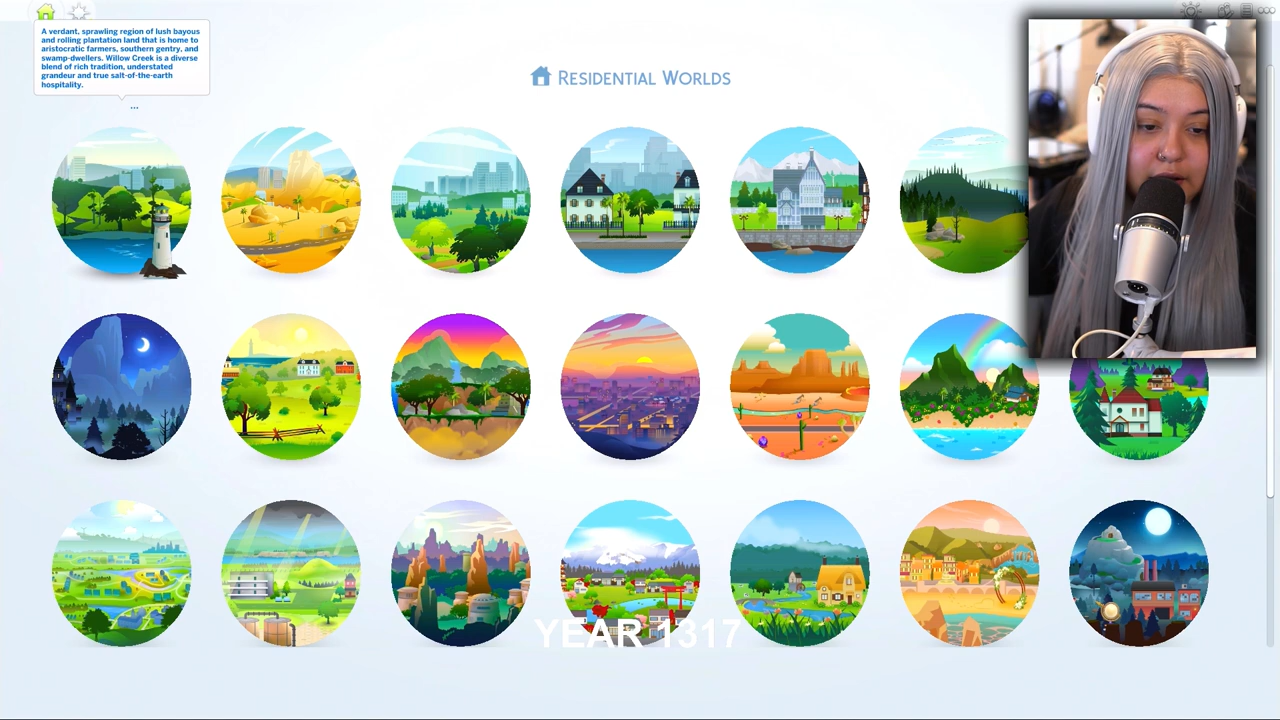 A verdant, sprawling region of lush bayous
and rolling plantation land that is home to
aristocratic farmers, southern gentry, and
swamp-dwellers. Willow Creek is a diverse
blend of rich tradition, understated
grandeur and true salt-of-the-earth
hospitality.
...
RESIDENTIAL WORLDS
YEAR 1317